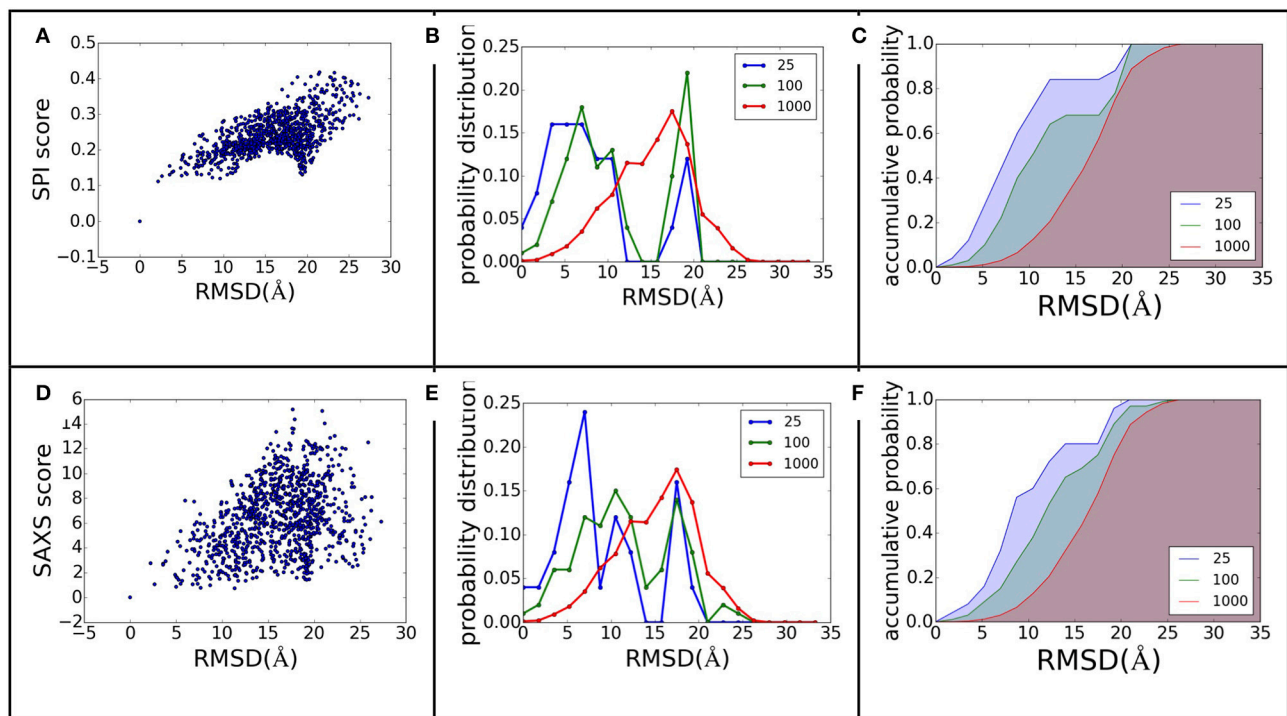 A
SPI score
0.5
0.4
0.3
0.2
0.1
0.0
−0.1
−5 0 5 10 15 20 25 30
RMSD(Å)
B
probability distribution
0.25
0.20
0.15
0.10
0.05
0.00
0 5 10 15 20 25 30 35
RMSD(Å)
25
100
1000
C
accumulative probability
1.0
0.8
0.6
0.4
0.2
0.0
0 5 10 15 20 25 30 35
RMSD(Å)
25
100
1000
D
SAXS score
6
14
12
10
8
6
4
2
0
−2
−5 0 5 10 15 20 25 30
RMSD(Å)
E
probability distribution
0.25
0.20
0.15
0.10
0.05
0.00
0 5 10 15 20 25 30 35
RMSD(Å)
25
100
1000
F
accumulative probability
1.0
0.8
0.6
0.4
0.2
0.0
0 5 10 15 20 25 30 35
RMSD(Å)
25
100
1000